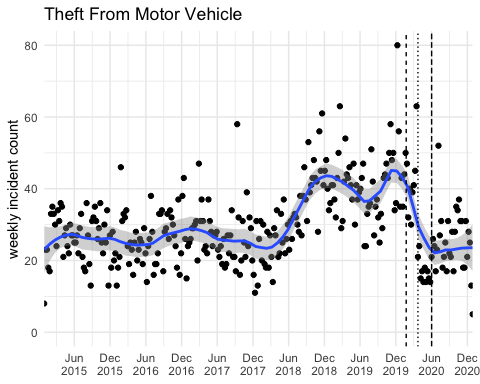 Theft From Motor Vehicle
weekly incident count
80
60
40
20
0
Jun Dec Jun Dec Jun Dec Jun Dec Jun Dec Jun Dec
2015 2015 2016 2016 2017 2017 2018 2018 2019 2019 2020 2020